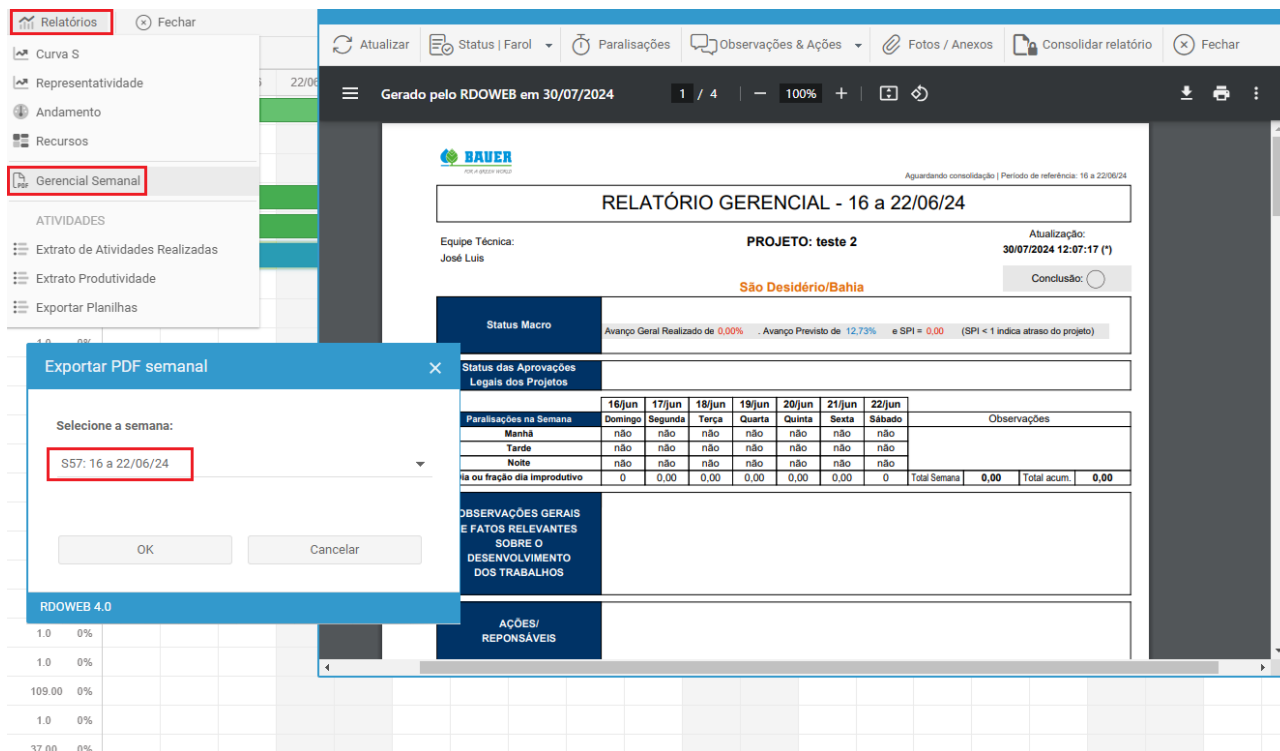 Relatórios
Fechar
Curva S
Representatividade
Andamento
Recursos
Gerencial Semanal
ATIVIDADES
Extrato de Atividades Realizadas
Extrato Produtividade
Exportar Planilhas
Exportar PDF semanal
Selecione a semana:
S57: 16 a 22/06/24
OK
Cancelar
RDOWEB 4.0
1.0 0%
1.0 0%
109.00 0%
1.0 0%
37.00 0%
Atualizar
Status | Farol
Paralisações
Observações & Ações
Fotos / Anexos
Consolidar relatório
Fechar
Gerado pelo RDOWEB em 30/07/2024
1 / 4
100%
BAUER
FOR A GREEN WORLD
Aguardando consolidação | Período de referência: 16 a 22/06/24
RELATÓRIO GERENCIAL - 16 a 22/06/24
Equipe Técnica:
José Luis
PROJETO: teste 2
São Desidério/Bahia
Atualização:
30/07/2024 12:07:17 (*)
Conclusão:
Status Macro
Avanço Geral Realizado de 0,00% . Avanço Previsto de 12,73% e SPI = 0,00 (SPI < 1 indica atraso do projeto)
Status das Aprovações
Legais dos Projetos
16/jun 17/jun 18/jun 19/jun 20/jun 21/jun 22/jun
Paralisações na Semana Domingo Segunda Terça Quarta Quinta Sexta Sábado Observações
Manhã não não não não não não não
Tarde não não não não não não não
Noite não não não não não não não
ia ou fração dia improdutivo 0 0,00 0,00 0,00 0,00 0,00 0 Total Semana 0,00 Total acum. 0,00
OBSERVAÇÕES GERAIS
E FATOS RELEVANTES
SOBRE O
DESENVOLVIMENTO
DOS TRABALHOS
AÇÕES/
REPONSÁVEIS